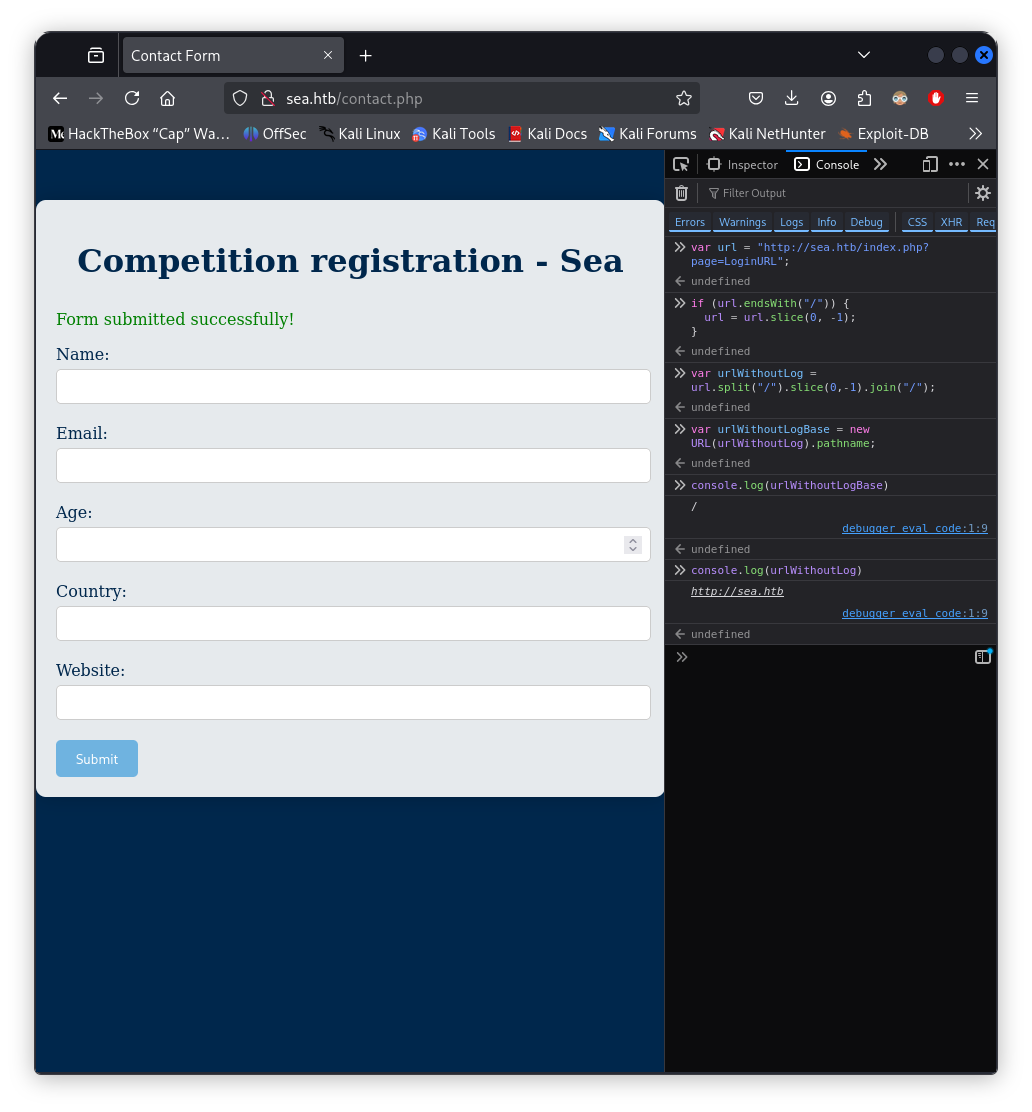 Contact Form
sea.htb/contact.php
HackTheBox “Cap” Wa… OffSec Kali Linux Kali Tools Kali Docs Kali Forums Kali NetHunter Exploit-DB
Inspector Console
Filter Output
Errors Warnings Logs Info Debug CSS XHR Req
Competition registration - Sea
Form submitted successfully!
Name:
Email:
Age:
Country:
Website:
Submit
var url = "http://sea.htb/index.php?
page=LoginURL";
undefined
if (url.endsWith("/")) {
url = url.slice(0, -1);
}
undefined
var urlWithoutLog =
url.split("/").slice(0,-1).join("/");
undefined
var urlWithoutLogBase = new
URL(urlWithoutLog).pathname;
undefined
console.log(urlWithoutLogBase)
/
debugger eval code:1:9
undefined
console.log(urlWithoutLog)
http://sea.htb
debugger eval code:1:9
undefined